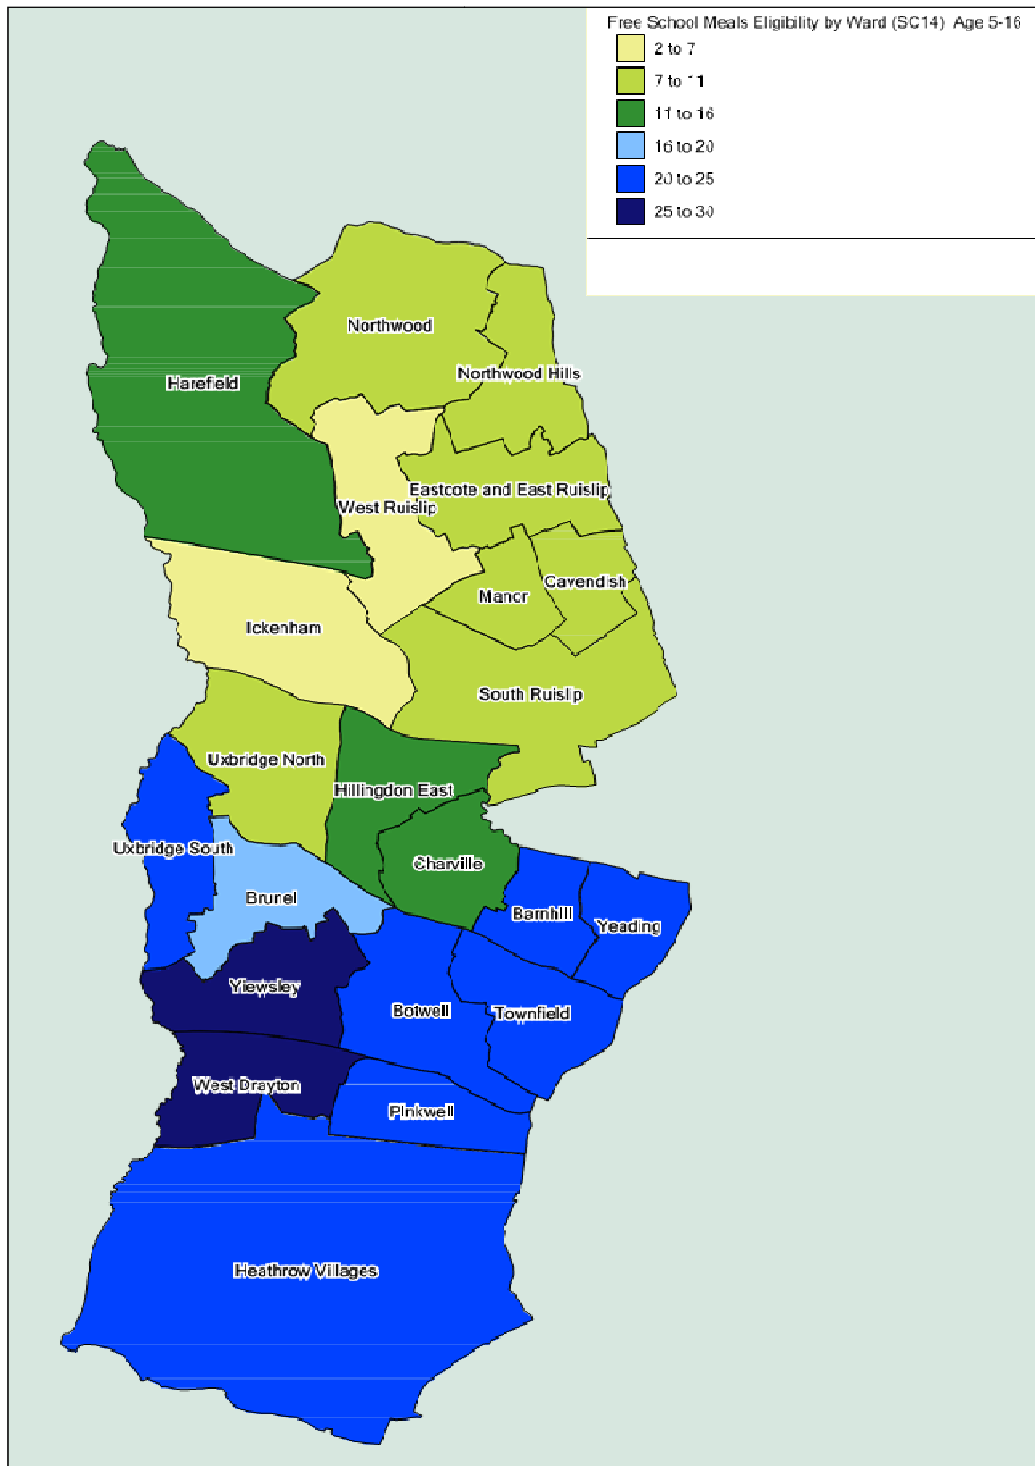 Free School Meals Eligibility by Ward (SC14) Age 5-16
2 to 7
7 to 11
11 to 16
16 to 20
20 to 25
25 to 30
Northwood
Northwood Hills
Harefield
Eastcote and East Ruislip
West Ruislip
Cavendish
Manor
Ickenham
South Ruislip
Uxbridge North
Hillingdon East
Uxbridge South
Charville
Brunel
Barnhill
Yeading
Yiewsley
Botwell
Townfield
West Drayton
Pinkwell
Heathrow Villages